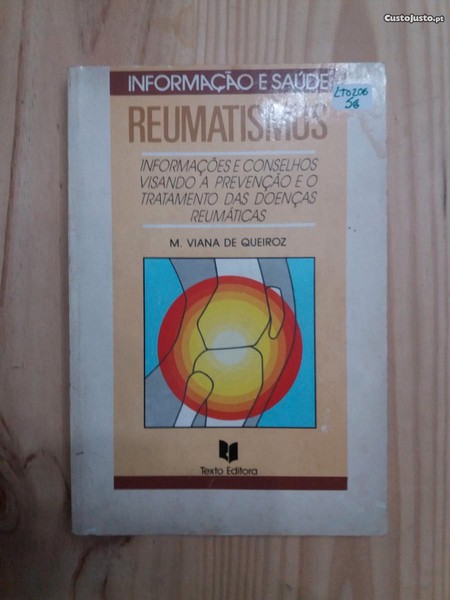 CustoJusto.pt
INFORMAÇÃO E SAÚDE
LT0206
5€
REUMATISMOS
INFORMAÇÕES E CONSELHOS
VISANDO A PREVENÇÃO E O
TRATAMENTO DAS DOENÇAS
REUMÁTICAS
M. VIANA DE QUEIROZ
Texto Editora